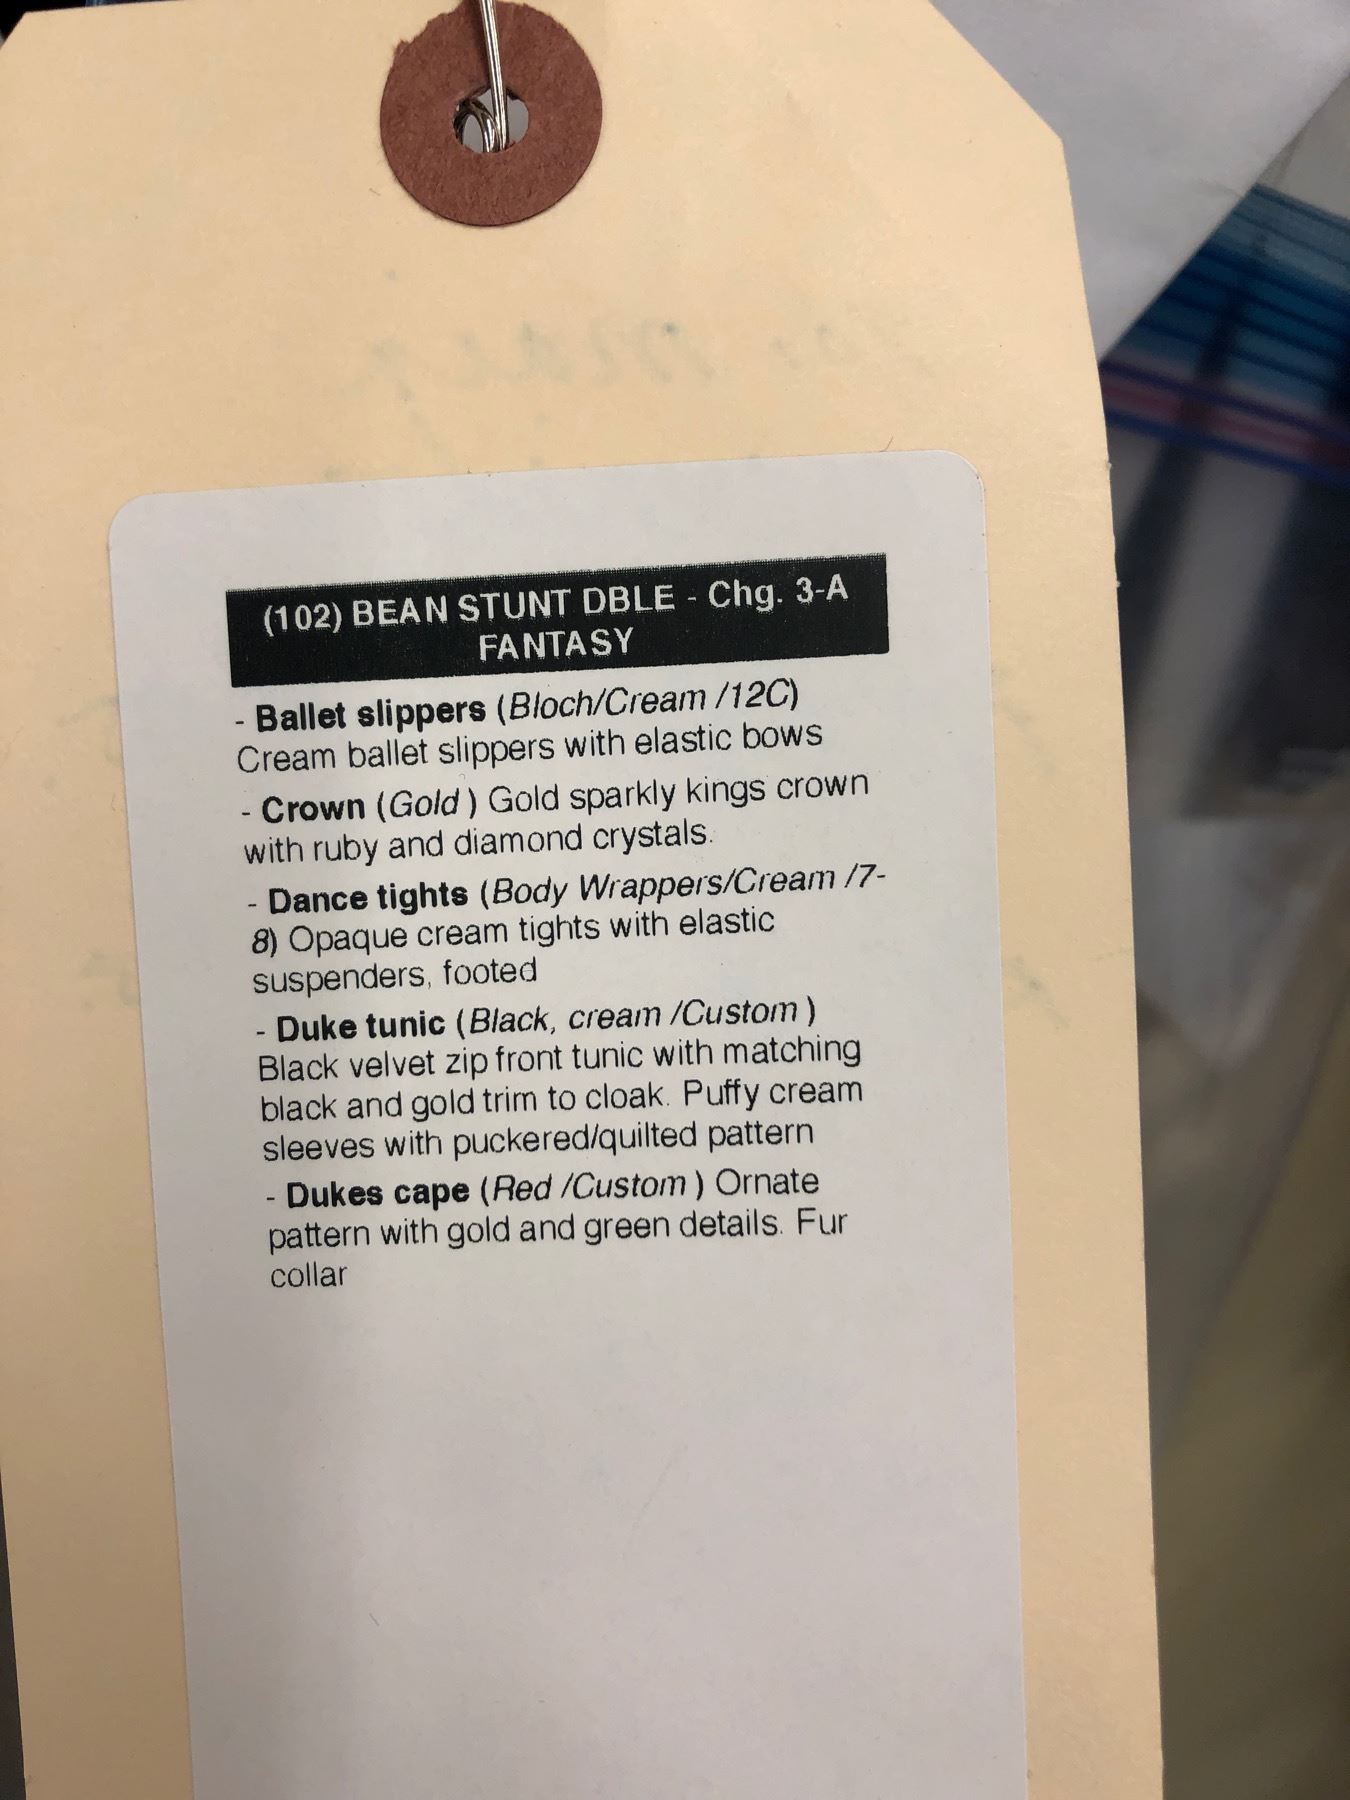 (102) BEAN STUNT DBLE - Chg. 3-A
FANTASY
- Ballet slippers (Bloch/Cream /12C)
Cream ballet slippers with elastic bows
- Crown (Gold ) Gold sparkly kings crown
with ruby and diamond crystals.
- Dance tights (Body Wrappers/Cream /7-
8) Opaque cream tights with elastic
suspenders, footed
- Duke tunic (Black, cream /Custom )
Black velvet zip front tunic with matching
black and gold trim to cloak. Puffy cream
sleeves with puckered/quilted pattern
- Dukes cape (Red /Custom ) Ornate
pattern with gold and green details. Fur
collar